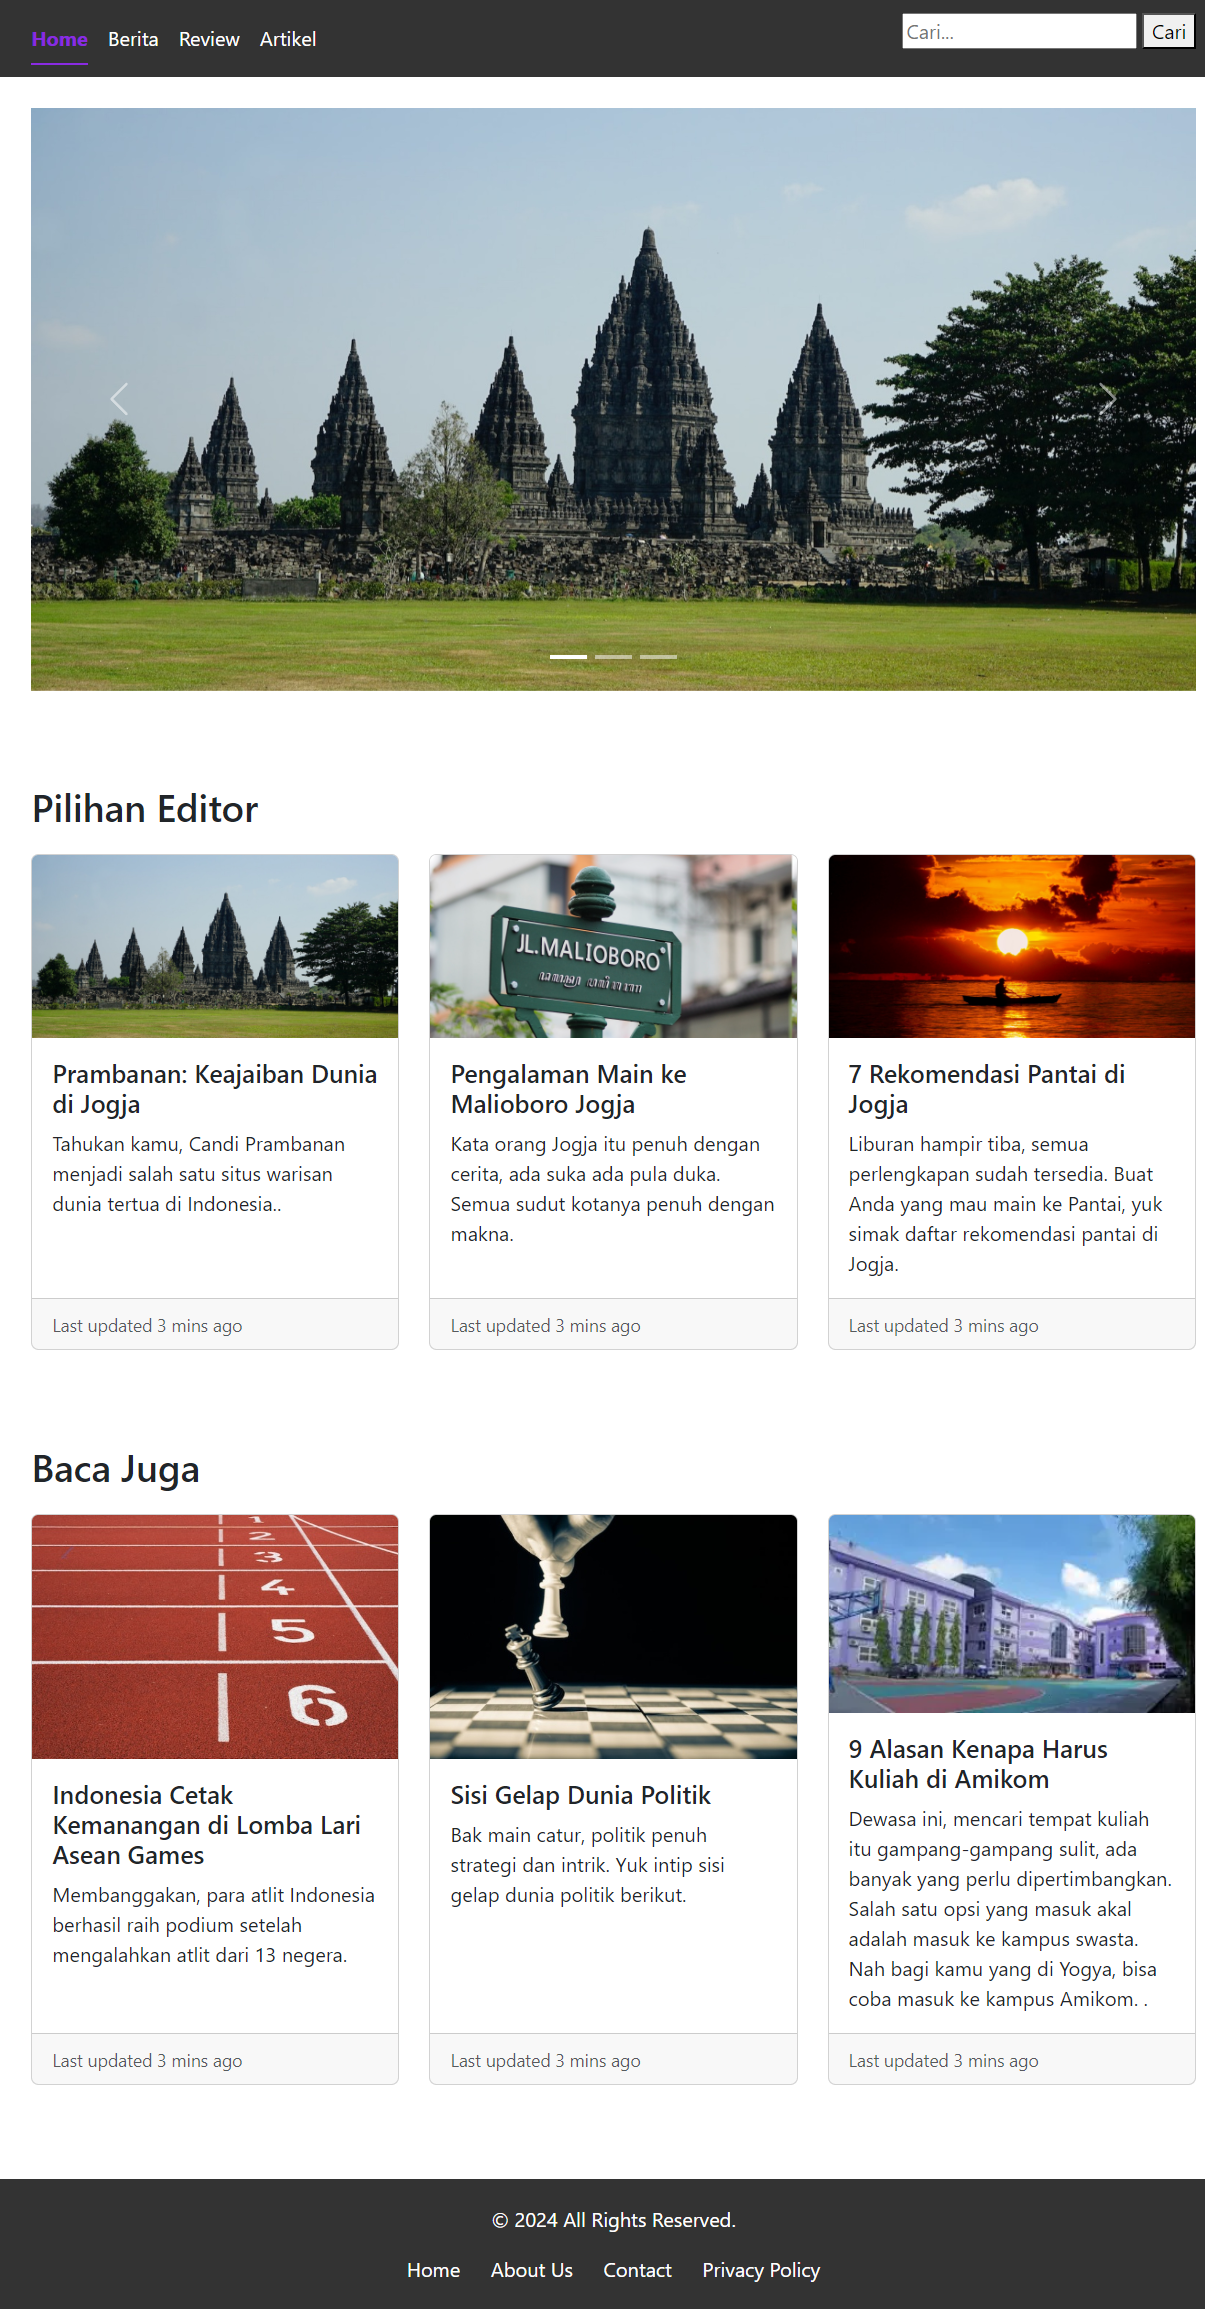 Home Berita Review Artikel Cari... Cari
Pilihan Editor
JL.MALIOBORO
Prambanan: Keajaiban Dunia
di Jogja
Tahukan kamu, Candi Prambanan
menjadi salah satu situs warisan
dunia tertua di Indonesia..
Last updated 3 mins ago
Pengalaman Main ke
Malioboro Jogja
Kata orang Jogja itu penuh dengan
cerita, ada suka ada pula duka.
Semua sudut kotanya penuh dengan
makna.
Last updated 3 mins ago
7 Rekomendasi Pantai di
Jogja
Liburan hampir tiba, semua
perlengkapan sudah tersedia. Buat
Anda yang mau main ke Pantai, yuk
simak daftar rekomendasi pantai di
Jogja.
Last updated 3 mins ago
Baca Juga
1
2
3
4
5
6
Indonesia Cetak
Kemanangan di Lomba Lari
Asean Games
Membanggakan, para atlit Indonesia
berhasil raih podium setelah
mengalahkan atlit dari 13 negera.
Last updated 3 mins ago
Sisi Gelap Dunia Politik
Bak main catur, politik penuh
strategi dan intrik. Yuk intip sisi
gelap dunia politik berikut.
Last updated 3 mins ago
9 Alasan Kenapa Harus
Kuliah di Amikom
Dewasa ini, mencari tempat kuliah
itu gampang-gampang sulit, ada
banyak yang perlu dipertimbangkan.
Salah satu opsi yang masuk akal
adalah masuk ke kampus swasta.
Nah bagi kamu yang di Yogya, bisa
coba masuk ke kampus Amikom. .
Last updated 3 mins ago
© 2024 All Rights Reserved.
Home About Us Contact Privacy Policy